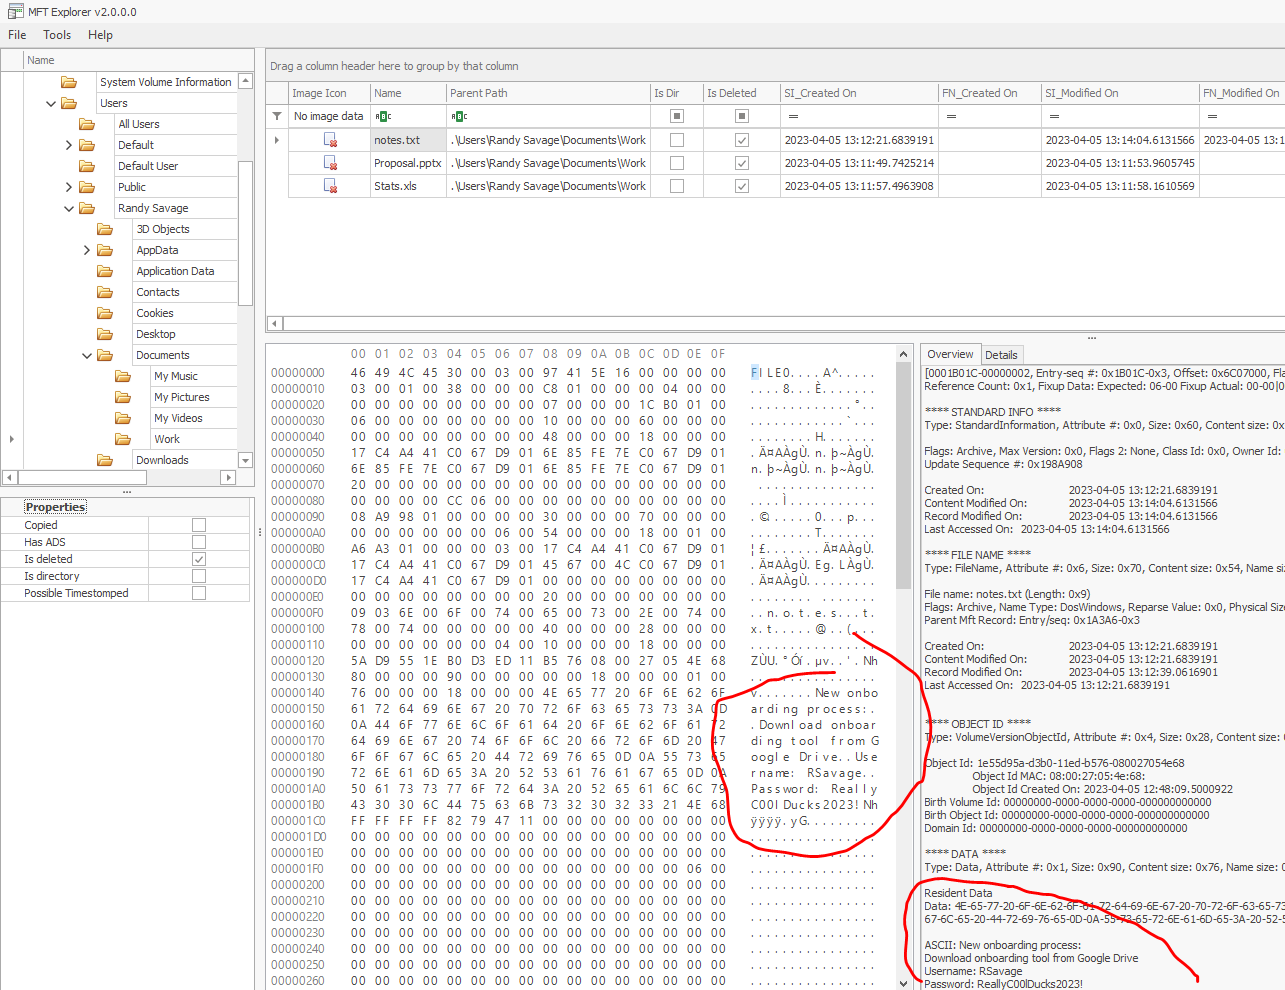 MFT Explorer v2.0.0.0
File Tools Help
Name
System Volume Information
Users
All Users
Default
Default User
Public
Randy Savage
3D Objects
AppData
Application Data
Contacts
Cookies
Desktop
Documents
My Music
My Pictures
My Videos
Work
Downloads
Properties
Copied
Has ADS
Is deleted
Is directory
Possible Timestomped
Drag a column header here to group by that column
Image Icon Name Parent Path Is Dir Is Deleted SI_Created On FN_Created On SI_Modified On FN_Modified On
No image data = = = =
notes.txt .\Users\Randy Savage\Documents\Work 2023-04-05 13:12:21.6839191 2023-04-05 13:14:04.6131566 2023-04-05 13
Proposal.pptx .\Users\Randy Savage\Documents\Work 2023-04-05 13:11:49.7425214 2023-04-05 13:11:53.9605745
Stats.xls .\Users\Randy Savage\Documents\Work 2023-04-05 13:11:57.4963908 2023-04-05 13:11:58.1610569
00 01 02 03 04 05 06 07 08 09 0A 0B 0C 0D 0E 0F
00000000 46 49 4C 45 30 00 03 00 97 41 5E 16 00 00 00 00 FILE0....A^.....
00000010 03 00 01 00 38 00 00 00 C8 01 00 00 00 04 00 00 ....8...È.......
00000020 00 00 00 00 00 00 00 00 07 00 00 00 1C B0 01 00 .............°..
00000030 06 00 00 00 00 00 00 00 10 00 00 00 60 00 00 00 ............`...
00000040 00 00 00 00 00 00 00 00 48 00 00 00 18 00 00 00 ........H.......
00000050 17 C4 A4 41 C0 67 D9 01 6E 85 FE 7E C0 67 D9 01 .Ä¤AÀgÙ.n.þ~ÀgÙ.
00000060 6E 85 FE 7E C0 67 D9 01 6E 85 FE 7E C0 67 D9 01 n.þ~ÀgÙ.n.þ~ÀgÙ.
00000070 20 00 00 00 00 00 00 00 00 00 00 00 00 00 00 00 ...............
00000080 00 00 00 00 CC 06 00 00 00 00 00 00 00 00 00 00 ....Ì...........
00000090 08 A9 98 01 00 00 00 00 30 00 00 00 70 00 00 00 .©......0...p...
000000A0 00 00 00 00 00 00 06 00 54 00 00 00 18 00 01 00 ........T.......
000000B0 A6 A3 01 00 00 00 03 00 17 C4 A4 41 C0 67 D9 01 ¦£.......Ä¤AÀgÙ.
000000C0 17 C4 A4 41 C0 67 D9 01 45 67 00 4C C0 67 D9 01 .Ä¤AÀgÙ.Eg.LÀgÙ.
000000D0 17 C4 A4 41 C0 67 D9 01 00 00 00 00 00 00 00 00 .Ä¤AÀgÙ.........
000000E0 00 00 00 00 00 00 00 00 20 00 00 00 00 00 00 00 ........ .......
000000F0 09 03 6E 00 6F 00 74 00 65 00 73 00 2E 00 74 00 ..n.o.t.e.s...t.
00000100 78 00 74 00 00 00 00 00 40 00 00 00 28 00 00 00 x.t.....@...(...
00000110 00 00 00 00 00 00 04 00 10 00 00 00 18 00 00 00 ................
00000120 5A D9 55 1E B0 D3 ED 11 B5 76 08 00 27 05 4E 68 ZÙU.°Óí.µv..'.Nh
00000130 80 00 00 00 90 00 00 00 00 00 18 00 00 00 01 00 ................
00000140 76 00 00 00 18 00 00 00 4E 65 77 20 6F 6E 62 6F v.......New onbo
00000150 61 72 64 69 6E 67 20 70 72 6F 63 65 73 73 3A 0D arding process:.
00000160 0A 44 6F 77 6E 6C 6F 61 64 20 6F 6E 62 6F 61 72 .Download onboar
00000170 64 69 6E 67 20 74 6F 6F 6C 20 66 72 6F 6D 20 47 ding tool from G
00000180 6F 6F 67 6C 65 20 44 72 69 76 65 0D 0A 55 73 65 oogle Drive..Use
00000190 72 6E 61 6D 65 3A 20 52 53 61 76 61 67 65 0D 0A rname: RSavage..
000001A0 50 61 73 73 77 6F 72 64 3A 20 52 65 61 6C 6C 79 Password: Really
000001B0 43 30 30 6C 44 75 63 6B 73 32 30 32 33 21 4E 68 C00lDucks2023!Nh
000001C0 FF FF FF FF 82 79 47 11 00 00 00 00 00 00 00 00 ÿÿÿÿ.yG.........
000001D0 00 00 00 00 00 00 00 00 00 00 00 00 00 00 00 00 ................
000001E0 00 00 00 00 00 00 00 00 00 00 00 00 00 00 00 00 ................
000001F0 00 00 00 00 00 00 00 00 00 00 00 00 00 00 06 00 ................
00000200 00 00 00 00 00 00 00 00 00 00 00 00 00 00 00 00 ................
00000210 00 00 00 00 00 00 00 00 00 00 00 00 00 00 00 00 ................
00000220 00 00 00 00 00 00 00 00 00 00 00 00 00 00 00 00 ................
00000230 00 00 00 00 00 00 00 00 00 00 00 00 00 00 00 00 ................
00000240 00 00 00 00 00 00 00 00 00 00 00 00 00 00 00 00 ................
00000250 00 00 00 00 00 00 00 00 00 00 00 00 00 00 00 00 ................
00000260 00 00 00 00 00 00 00 00 00 00 00 00 00 00 00 00 ................
Overview Details
[0001B01C-00000002, Entry-seq #: 0x1B01C-0x3, Offset: 0x6C07000, Fla
Reference Count: 0x1, Fixup Data: Expected: 06-00 Fixup Actual: 00-00|0
**** STANDARD INFO ****
Type: StandardInformation, Attribute #: 0x0, Size: 0x60, Content size: 0x
Flags: Archive, Max Version: 0x0, Flags 2: None, Class Id: 0x0, Owner Id:
Update Sequence #: 0x198A908
Created On: 2023-04-05 13:12:21.6839191
Content Modified On: 2023-04-05 13:14:04.6131566
Record Modified On: 2023-04-05 13:14:04.6131566
Last Accessed On: 2023-04-05 13:14:04.6131566
**** FILE NAME ****
Type: FileName, Attribute #: 0x6, Size: 0x70, Content size: 0x54, Name size
File name: notes.txt (Length: 0x9)
Flags: Archive, Name Type: DosWindows, Reparse Value: 0x0, Physical Size
Parent Mft Record: Entry/seq: 0x1A3A6-0x3
Created On: 2023-04-05 13:12:21.6839191
Content Modified On: 2023-04-05 13:12:21.6839191
Record Modified On: 2023-04-05 13:12:39.0616901
Last Accessed On: 2023-04-05 13:12:21.6839191
**** OBJECT ID ****
Type: VolumeVersionObjectId, Attribute #: 0x4, Size: 0x28, Content size: 0
Object Id: 1e55d95a-d3b0-11ed-b576-080027054e68
Object Id MAC: 08:00:27:05:4e:68:
Object Id Created On: 2023-04-05 12:48:09.5000922
Birth Volume Id: 00000000-0000-0000-0000-000000000000
Birth Object Id: 00000000-0000-0000-0000-000000000000
Domain Id: 00000000-0000-0000-0000-000000000000
**** DATA ****
Type: Data, Attribute #: 0x1, Size: 0x90, Content size: 0x76, Name size: 0
Resident Data
Data: 4E-65-77-20-6F-6E-62-6F-61-72-64-69-6E-67-20-70-72-6F-63-65-73
67-6C-65-20-44-72-69-76-65-0D-0A-55-73-65-72-6E-61-6D-65-3A-20-52-5
ASCII: New onboarding process:
Download onboarding tool from Google Drive
Username: RSavage
Password: ReallyC00lDucks2023!